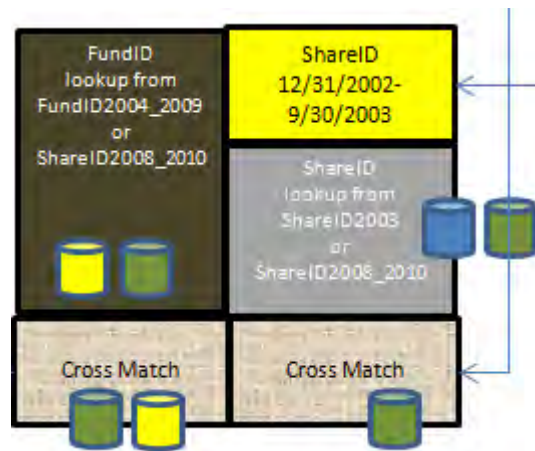 FundID
lookup from
FundID2004_2009
or
ShareID2008_2010
ShareID
12/31/2002-
9/30/2003
ShareID
lookup from
ShareID2003
or
ShareID2008_2010
Cross Match
Cross Match